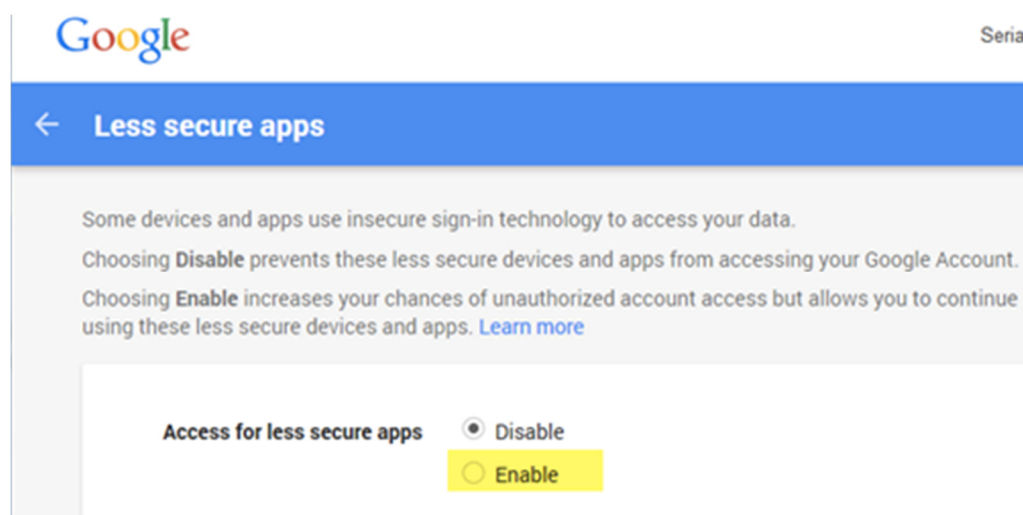 Google
Seria
Less secure apps
Some devices and apps use insecure sign-in technology to access your data.
Choosing Disable prevents these less secure devices and apps from accessing your Google Account.
Choosing Enable increases your chances of unauthorized account access but allows you to continue
using these less secure devices and apps. Learn more
Access for less secure apps
Disable
Enable